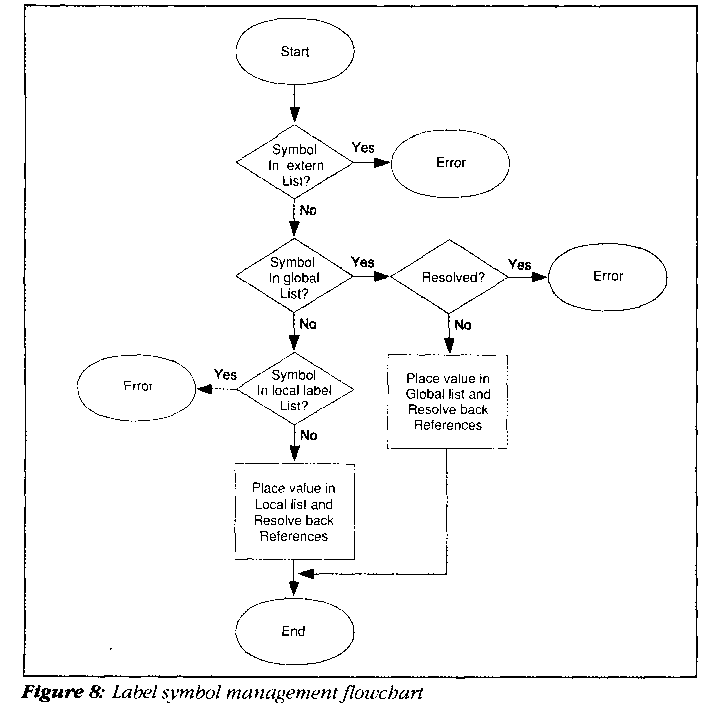 Start
Symbol
In extern
List?
Yes
Error
No
Symbol
In global
List?
Yes
Resolved?
Yes
Error
No
No
Symbol
In local label
List?
Yes
Error
Place value in
Global list and
Resolve back
References
No
Place value in
Local list and
Resolve back
References
End
Figure 8: Label symbol management flowchart